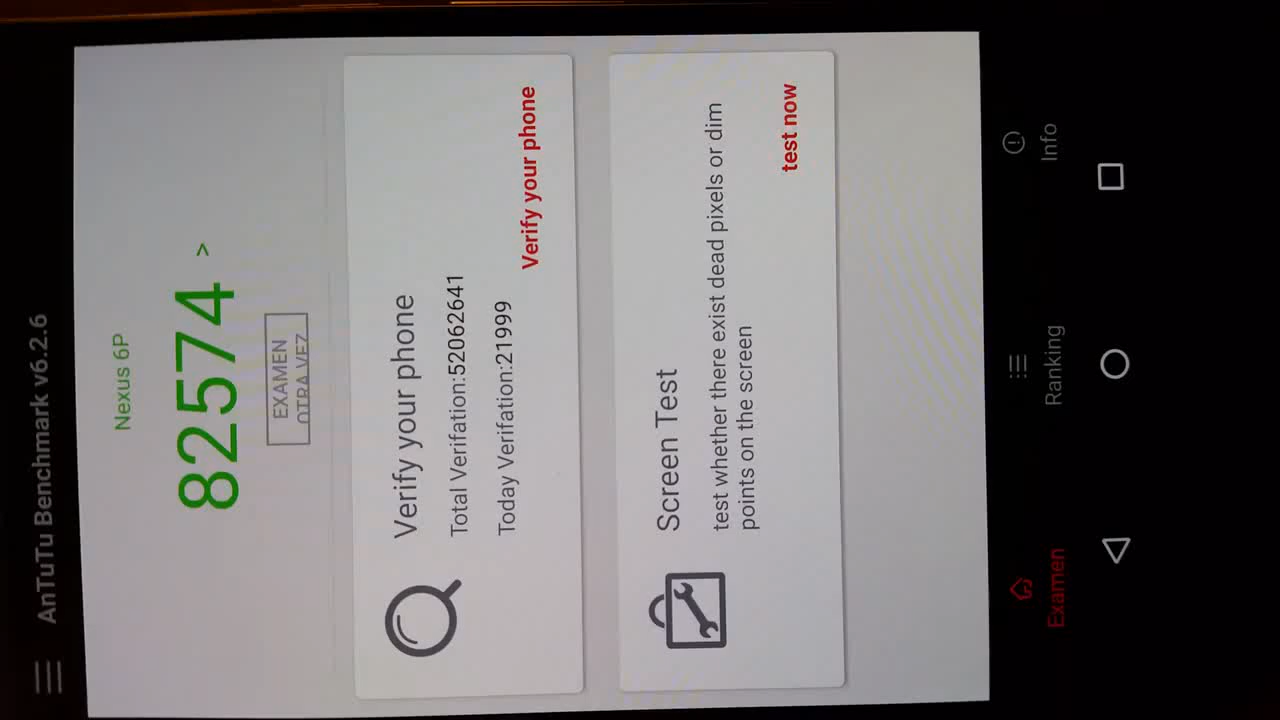 AnTuTu Benchmark v6.2.6
Nexus 6P
82574 >
EXAMEN
OTRA VEZ
Verify your phone
Total Verifation:52062641
Today Verifation:21999
Verify your phone
Screen Test
test whether there exist dead pixels or dim
points on the screen
test now
Examen
Ranking
Info